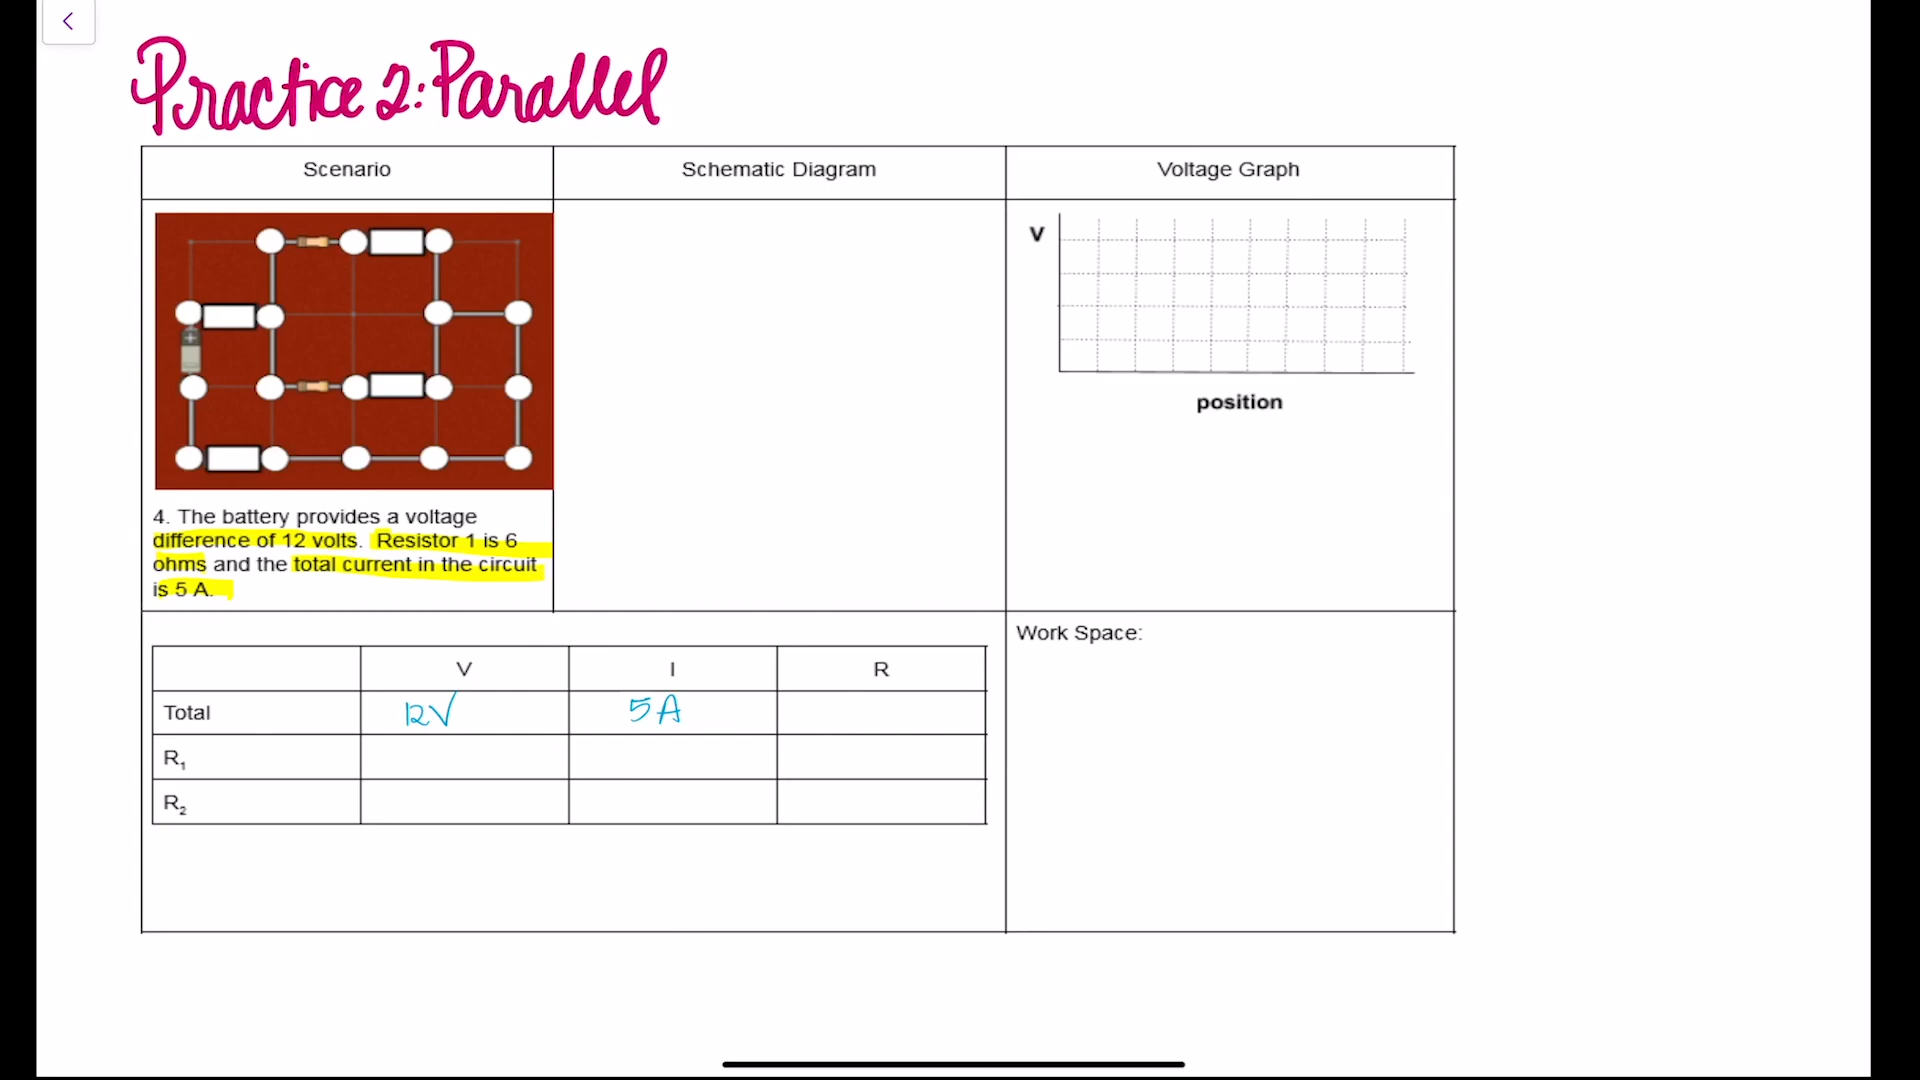 Practice 2: Parallel
Scenario
Schematic Diagram
Voltage Graph
+
4. The battery provides a voltage
difference of 12 volts. Resistor 1 is 6
ohms and the total current in the circuit
is 5 A.
V
position
V
I
R
Total
12V
5A
R₁
R₂
Work Space: